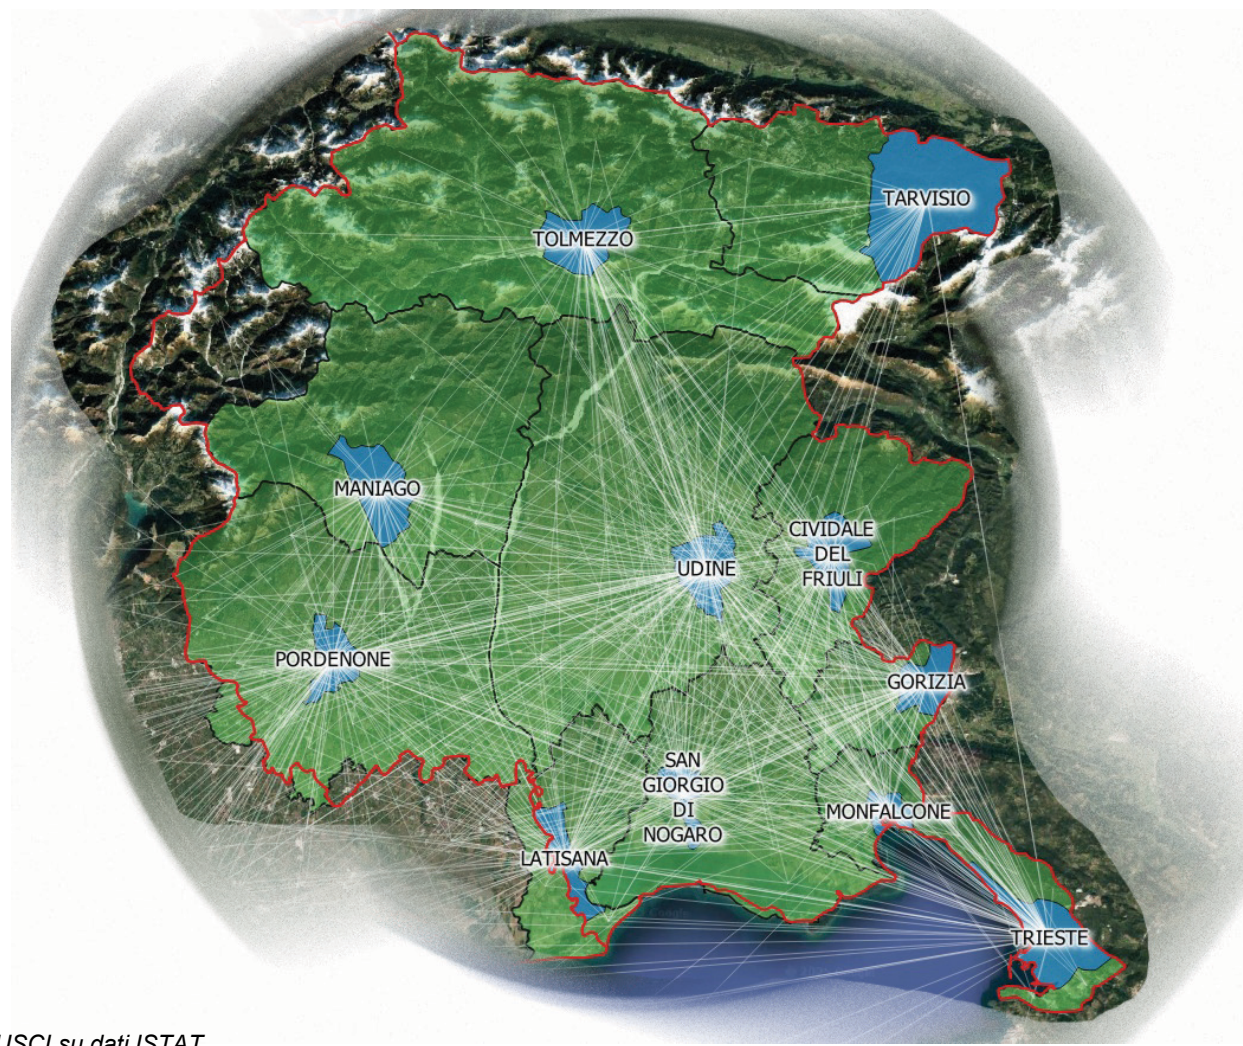 TARVISIO
TOLMEZZO
MANIAGO
CIVIDALE
DEL
FRIULI
UDINE
PORDENONE
GORIZIA
SAN
GIORGIO
DI
NOGARO
MONFALCONE
LATISANA
TRIESTE
su dati ISTAT